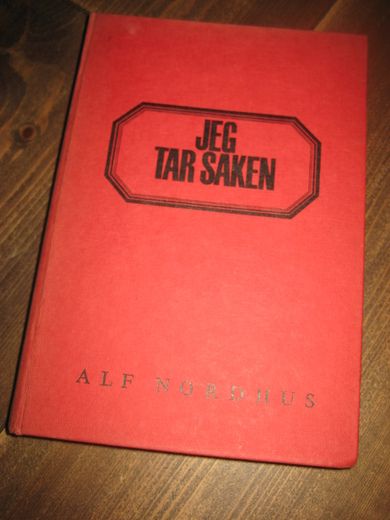 JEG
TAR SAKEN
ALF NORDHUS